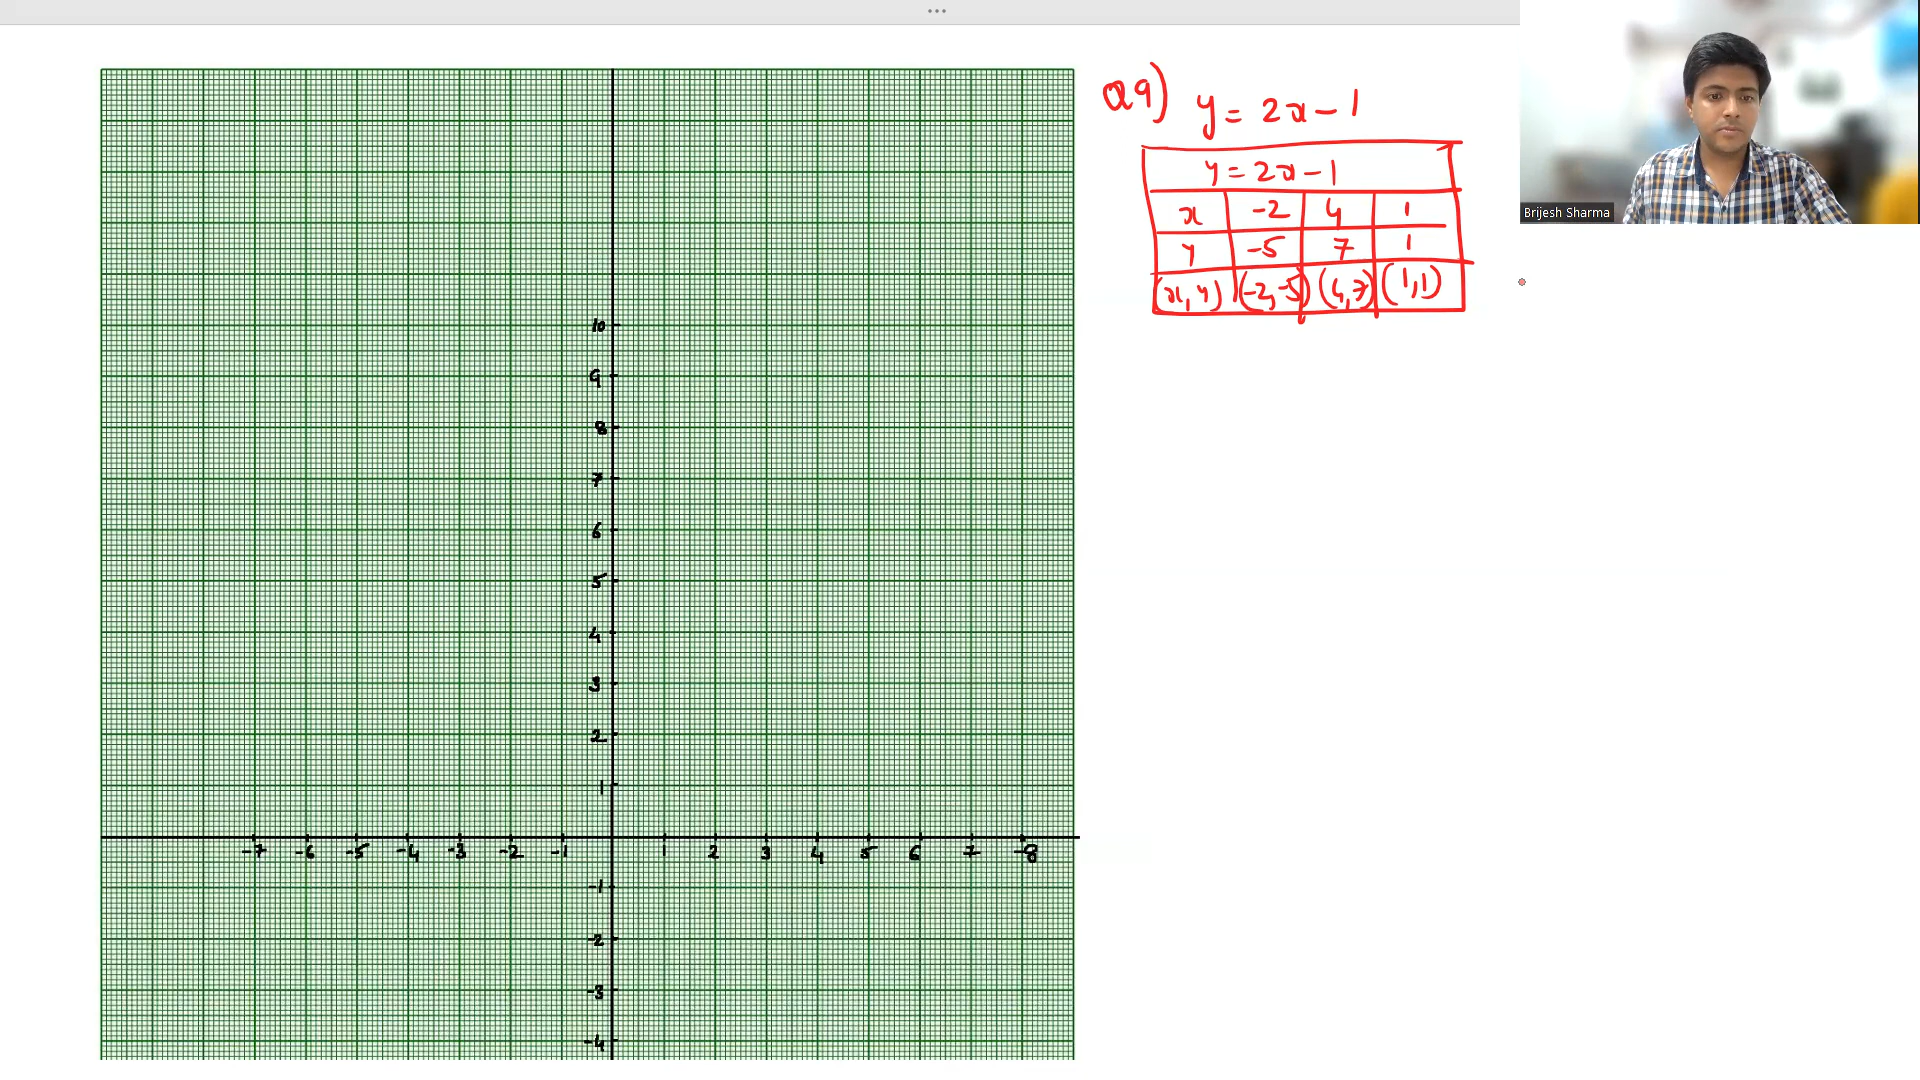 Q9) y = 2x - 1
y = 2x - 1
x -2 4 1
y -5 7 1
(x, y) (-2, -5) (4, 7) (1, 1)
Brijesh Sharma
10
9
8
7
6
5
4
3
2
1
-7 -6 -5 -4 -3 -2 -1 1 2 3 4 5 6 7 -8
-1
-2
-3
-4